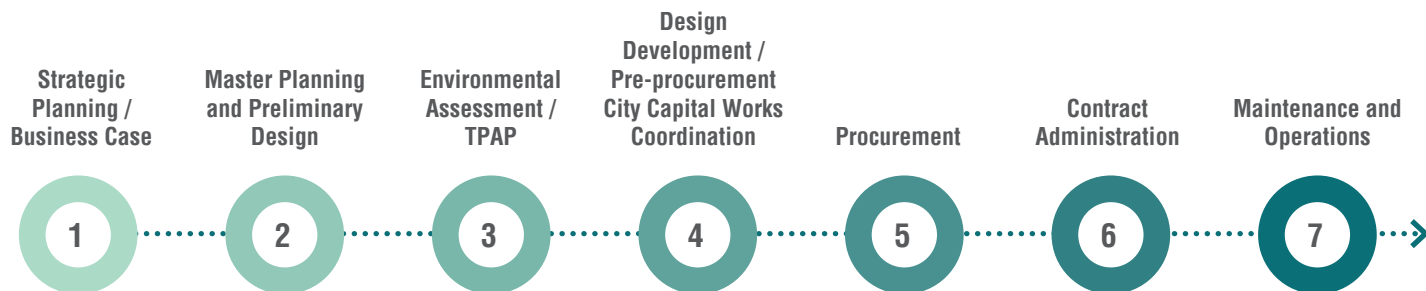 Strategic
Planning /
Business Case
Master Planning
and Preliminary
Design
Environmental
Assessment /
TPAP
Design
Development /
Pre-procurement
City Capital Works
Coordination
Procurement
Contract
Administration
Maintenance and
Operations
1
2
3
4
5
6
7